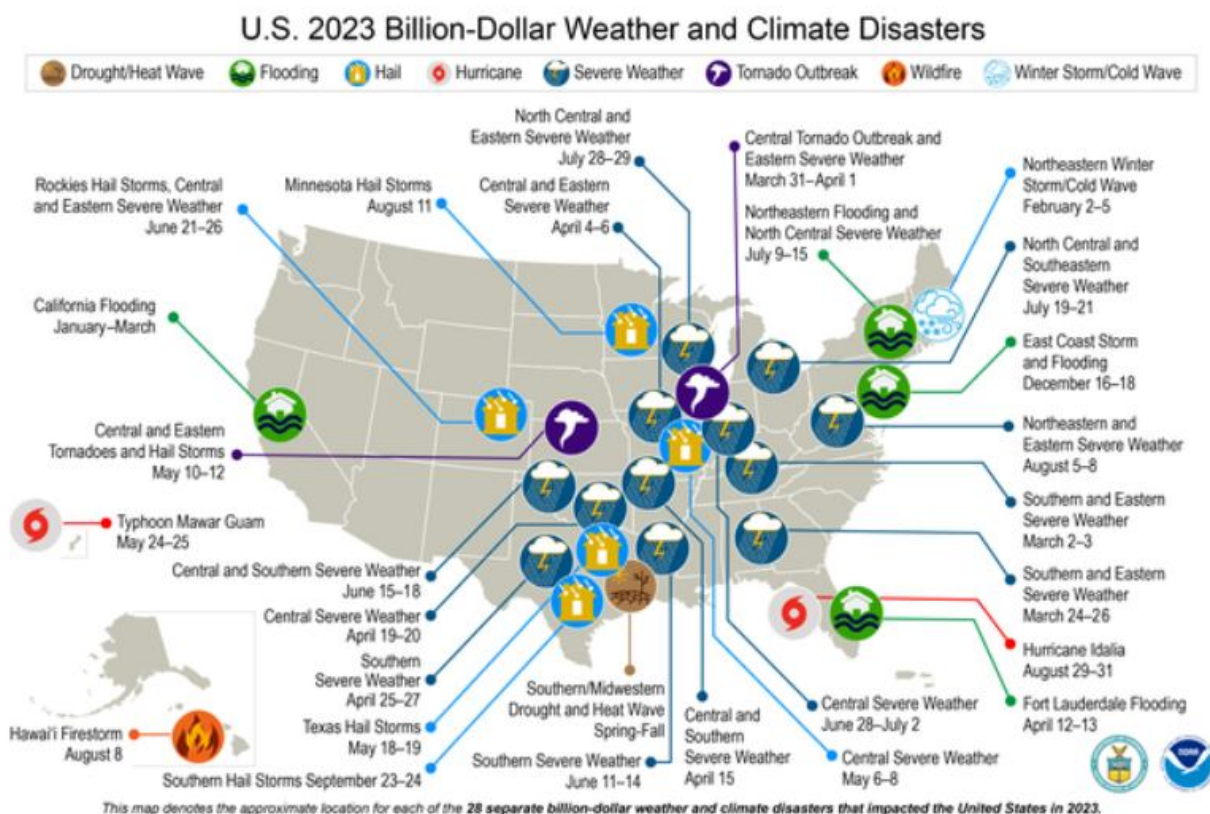 U.S. 2023 Billion-Dollar Weather and Climate Disasters
Drought/Heat Wave
Flooding
Hail
Hurricane
Severe Weather
Tornado Outbreak
Wildfire
Winter Storm/Cold Wave
North Central and
Eastern Severe Weather
July 28–29
Central Tornado Outbreak and
Eastern Severe Weather
March 31–April 1
Northeastern Winter
Storm/Cold Wave
February 2–5
Rockies Hail Storms, Central
and Eastern Severe Weather
June 21–26
Minnesota Hail Storms
August 11
Central and Eastern
Severe Weather
April 4–6
Northeastern Flooding and
North Central Severe Weather
July 9–15
North Central and
Southeastern
Severe Weather
July 19–21
California Flooding
January–March
East Coast Storm
and Flooding
December 16–18
Central and Eastern
Tornadoes and Hail Storms
May 10–12
Northeastern and
Eastern Severe Weather
August 5–8
Typhoon Mawar Guam
May 24–25
Southern and Eastern
Severe Weather
March 2–3
Central and Southern Severe Weather
June 15–18
Southern and Eastern
Severe Weather
March 24–26
Central Severe Weather
April 19–20
Southern
Severe Weather
April 25–27
Hurricane Idalia
August 29–31
Texas Hail Storms
May 18–19
Southern/Midwestern
Drought and Heat Wave
Spring-Fall
Central and
Southern
Severe Weather
April 15
Central Severe Weather
June 28–July 2
Fort Lauderdale Flooding
April 12–13
Hawai‘i Firestorm
August 8
Southern Hail Storms September 23–24
Southern Severe Weather
June 11–14
Central Severe Weather
May 6–8
NOAA
This map denotes the approximate location for each of the 28 separate billion-dollar weather and climate disasters that impacted the United States in 2023.